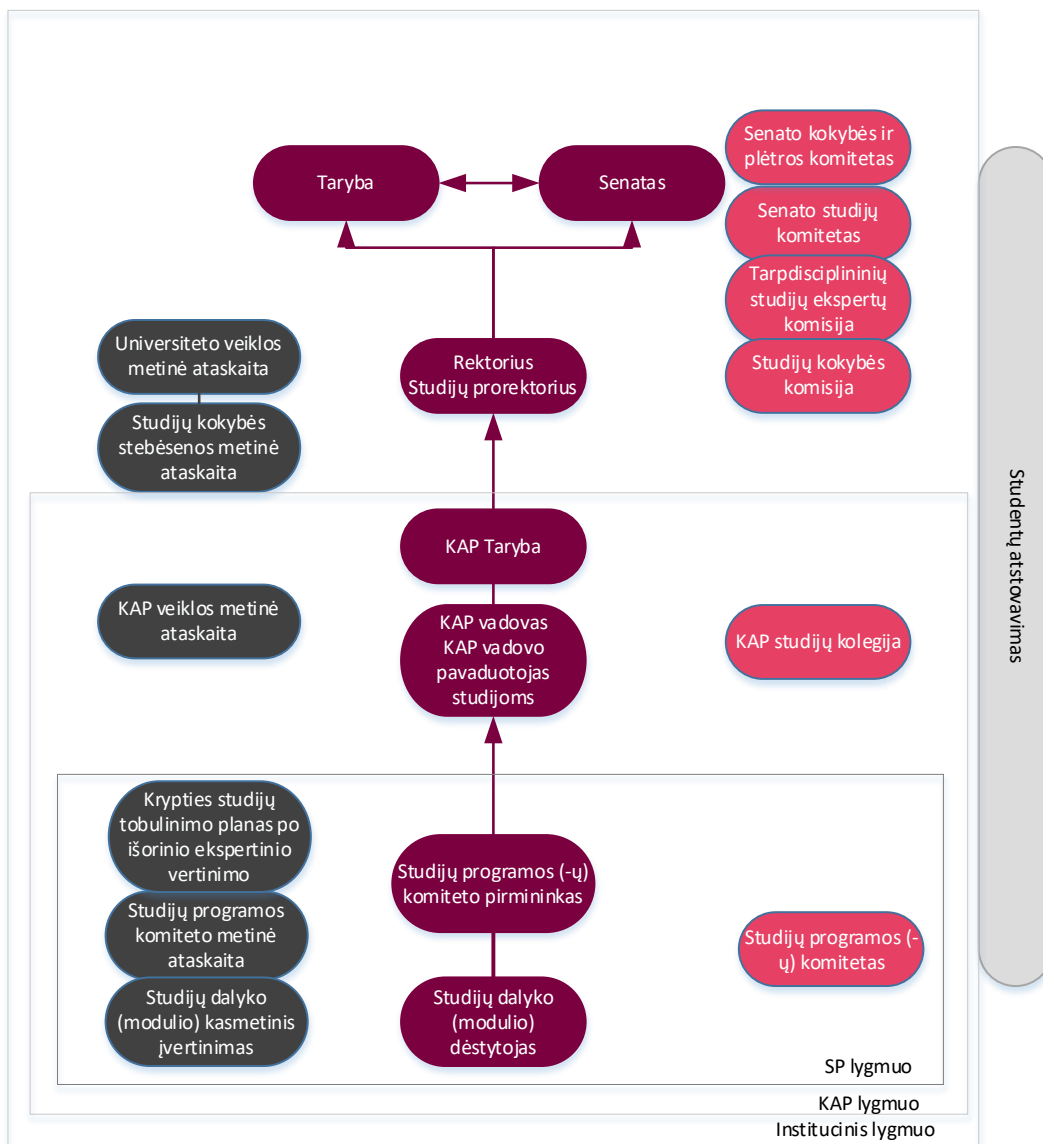 Taryba
Senatas
Senato kokybės ir
plėtros komitetas
Senato studijų
komitetas
Tarpdisciplininių
studijų ekspertų
komisija
Studijų kokybės
komisija
Universiteto veiklos
metinė ataskaita
Studijų kokybės
stebėsenos metinė
ataskaita
Rektorius
Studijų prorektorius
KAP Taryba
KAP veiklos metinė
ataskaita
KAP vadovas
KAP vadovo
pavaduotojas
studijoms
KAP studijų kolegija
Krypties studijų
tobulinimo planas po
išorinio ekspertinio
vertinimo
Studijų programos
komiteto metinė
ataskaita
Studijų dalyko
(modulio) kasmetinis
įvertinimas
Studijų programos (-ų)
komiteto pirmininkas
Studijų dalyko
(modulio)
dėstytojas
Studijų programos (-
ų) komitetas
SP lygmuo
KAP lygmuo
Institucinis lygmuo
Studentų atstovavimas